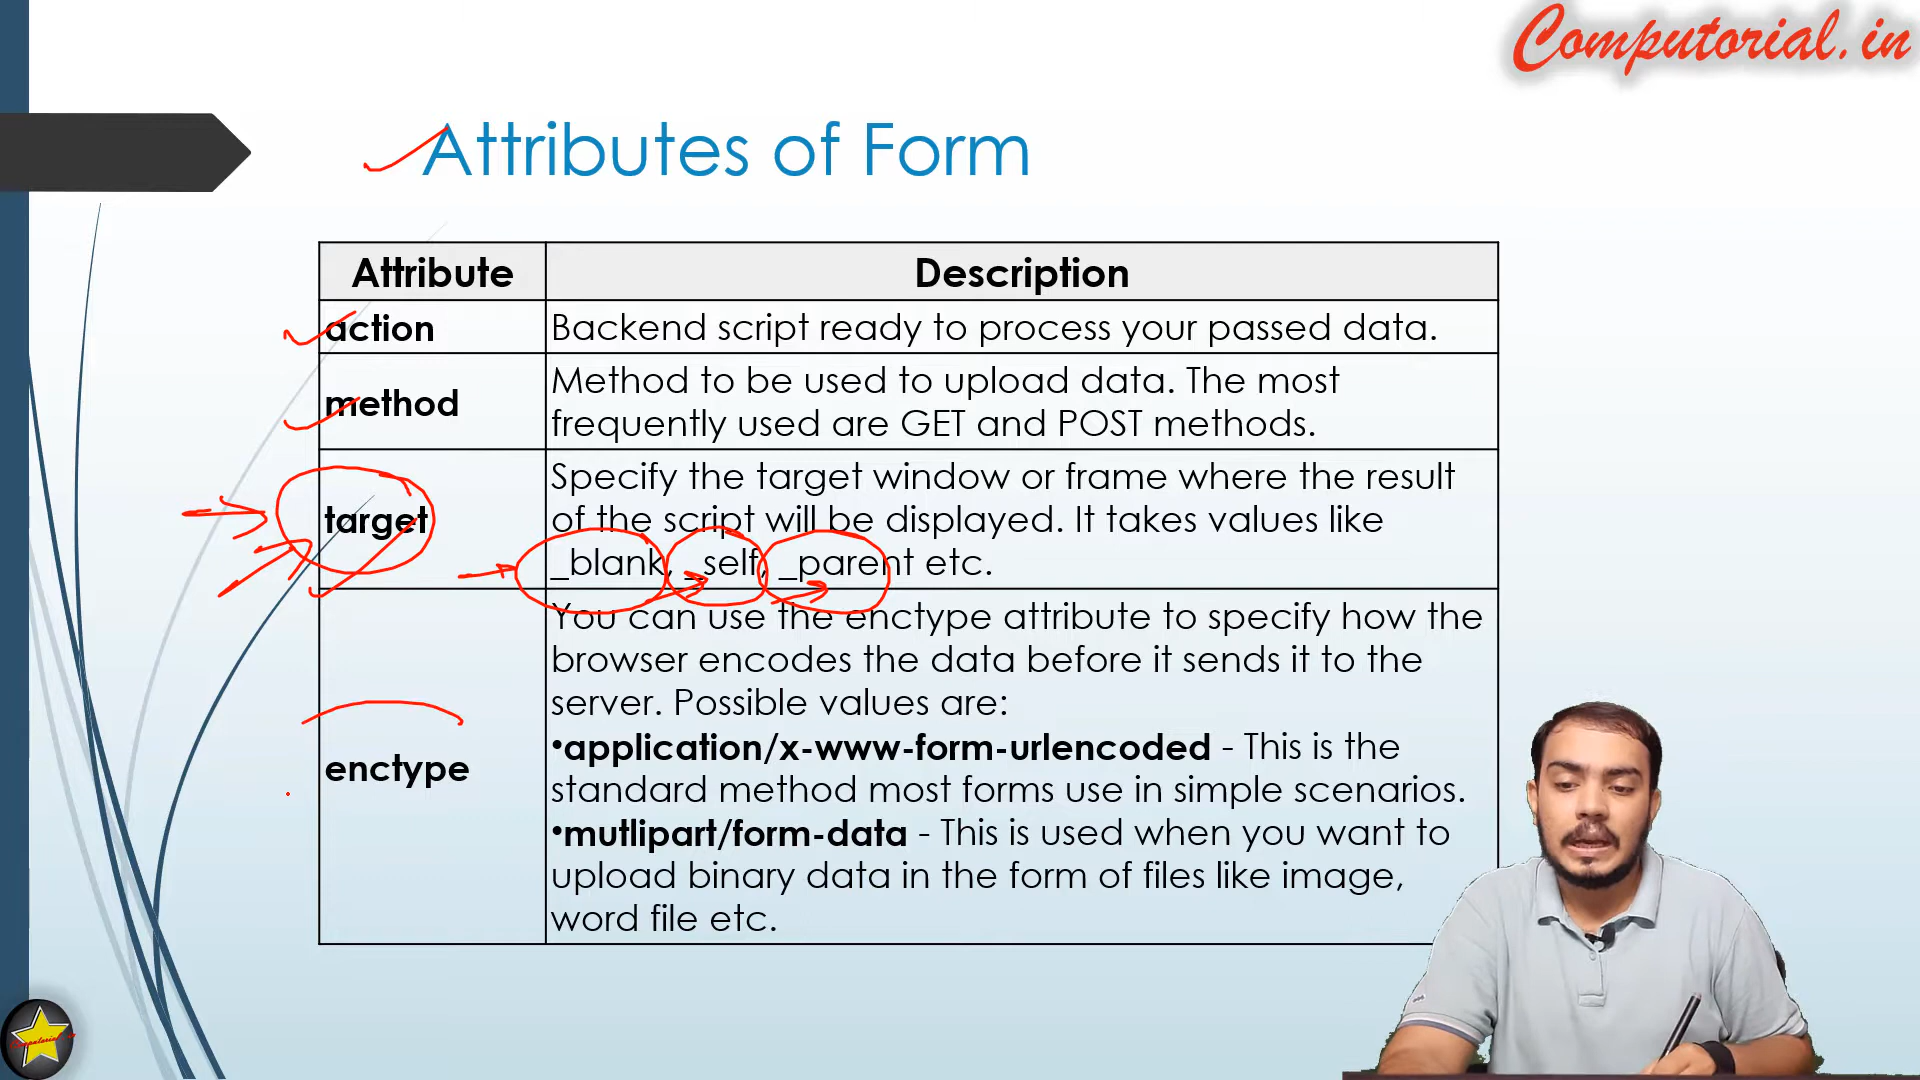 Computorial.in
Attributes of Form
Attribute
Description
action
Backend script ready to process your passed data.
method
Method to be used to upload data. The most
frequently used are GET and POST methods.
target
Specify the target window or frame where the result
of the script will be displayed. It takes values like
_blank, _self, _parent etc.
enctype
You can use the enctype attribute to specify how the
browser encodes the data before it sends it to the
server. Possible values are:
•application/x-www-form-urlencoded - This is the
standard method most forms use in simple scenarios.
•mutlipart/form-data - This is used when you want to
upload binary data in the form of files like image,
word file etc.